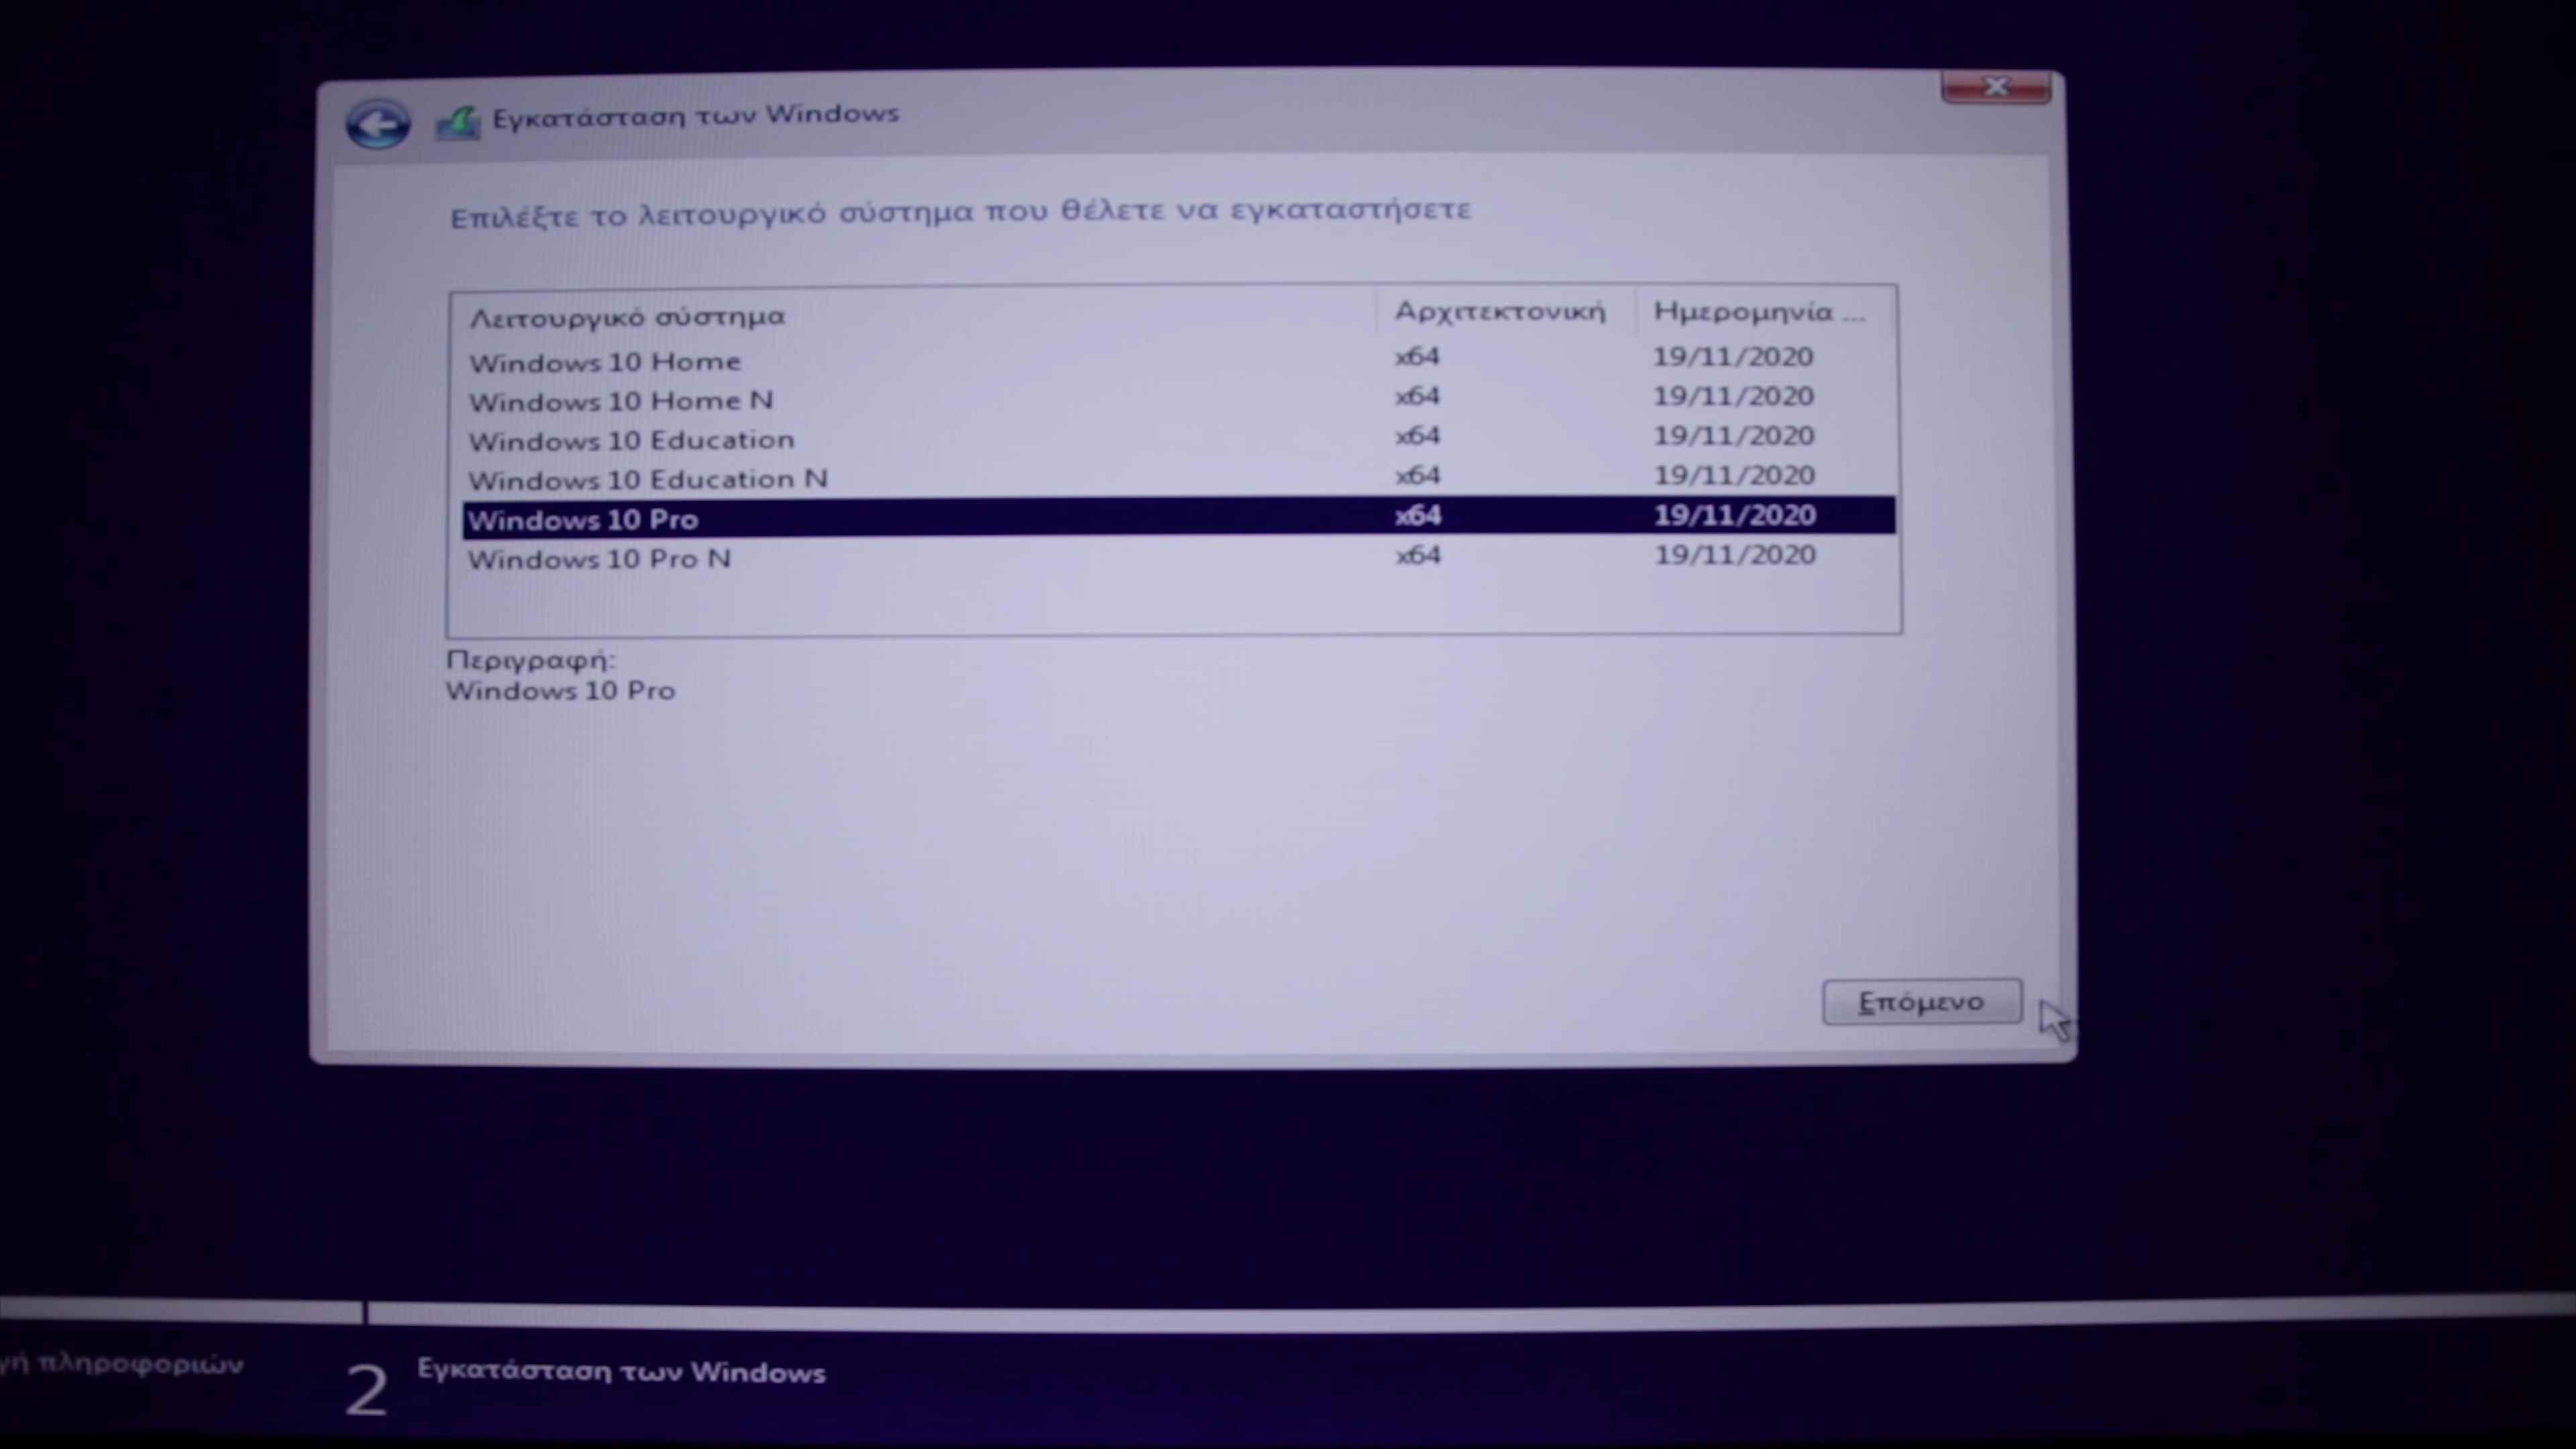 Εγκατάσταση των Windows
Επιλέξτε το λειτουργικό σύστημα που θέλετε να εγκαταστήσετε
Λειτουργικό σύστημα Αρχιτεκτονική Ημερομηνία ...
Windows 10 Home x64 19/11/2020
Windows 10 Home N x64 19/11/2020
Windows 10 Education x64 19/11/2020
Windows 10 Education N x64 19/11/2020
Windows 10 Pro x64 19/11/2020
Windows 10 Pro N x64 19/11/2020
Περιγραφή:
Windows 10 Pro
Επόμενο
γή πληροφοριών 2 Εγκατάσταση των Windows